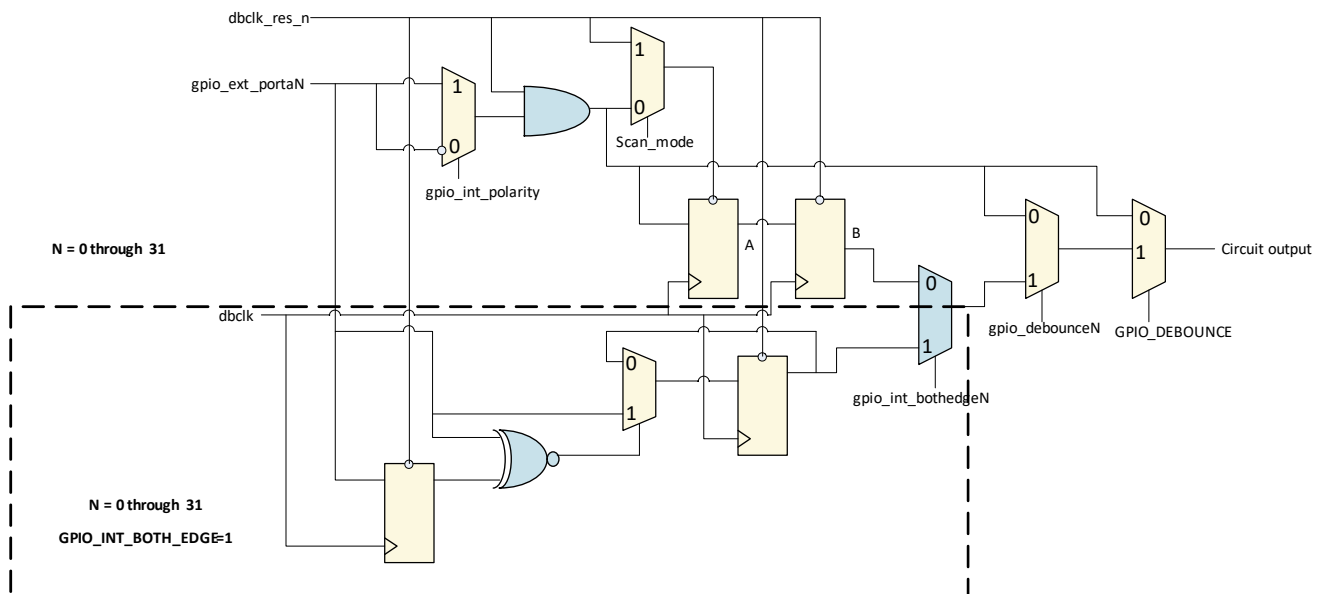 dbclk_res_n
1
gpio_ext_portaN
1
0
Scan_mode
0
gpio_int_polarity
N = 0 through 31
A
B
0
0
1
Circuit output
0
1
gpio_debounceN
GPIO_DEBOUNCE
dbclk
0
1
1
gpio_int_bothedgeN
N = 0 through 31
GPIO_INT_BOTH_EDGE=1